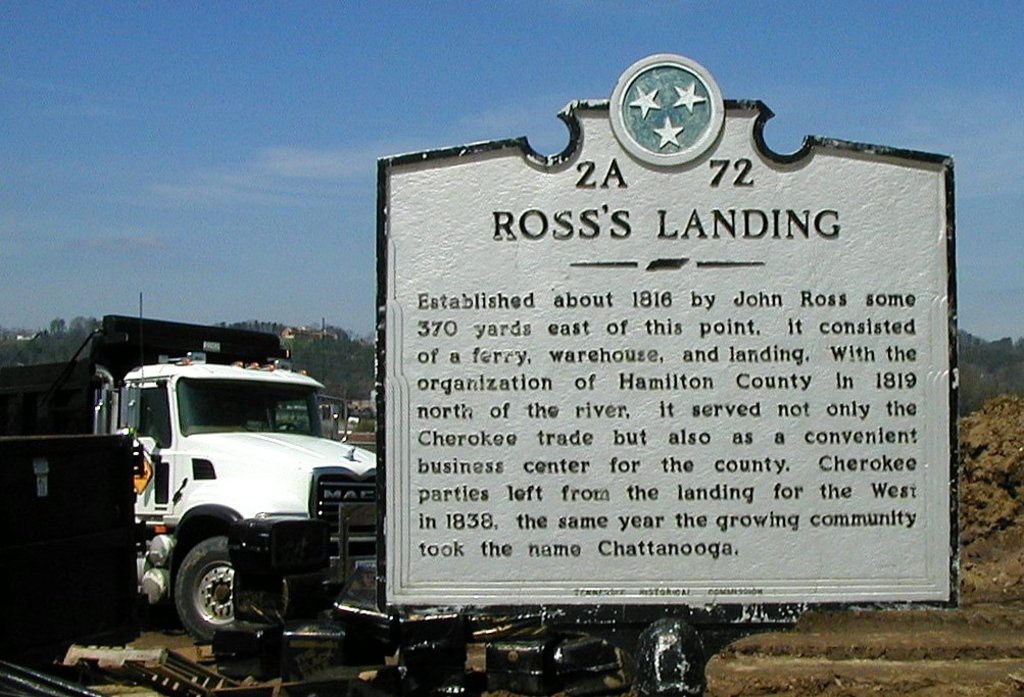 2A 72
ROSS'S LANDING
Established about 1816 by John Ross some
370 yards east of this point, it consisted
of a ferry, warehouse, and landing. With the
organization of Hamilton County in 1819
north of the river, it served not only the
Cherokee trade but also as a convenient
business center for the county. Cherokee
parties left from the landing for the West
in 1838, the same year the growing community
took the name Chattanooga.
TENNESSEE HISTORICAL COMMISSION
MAC